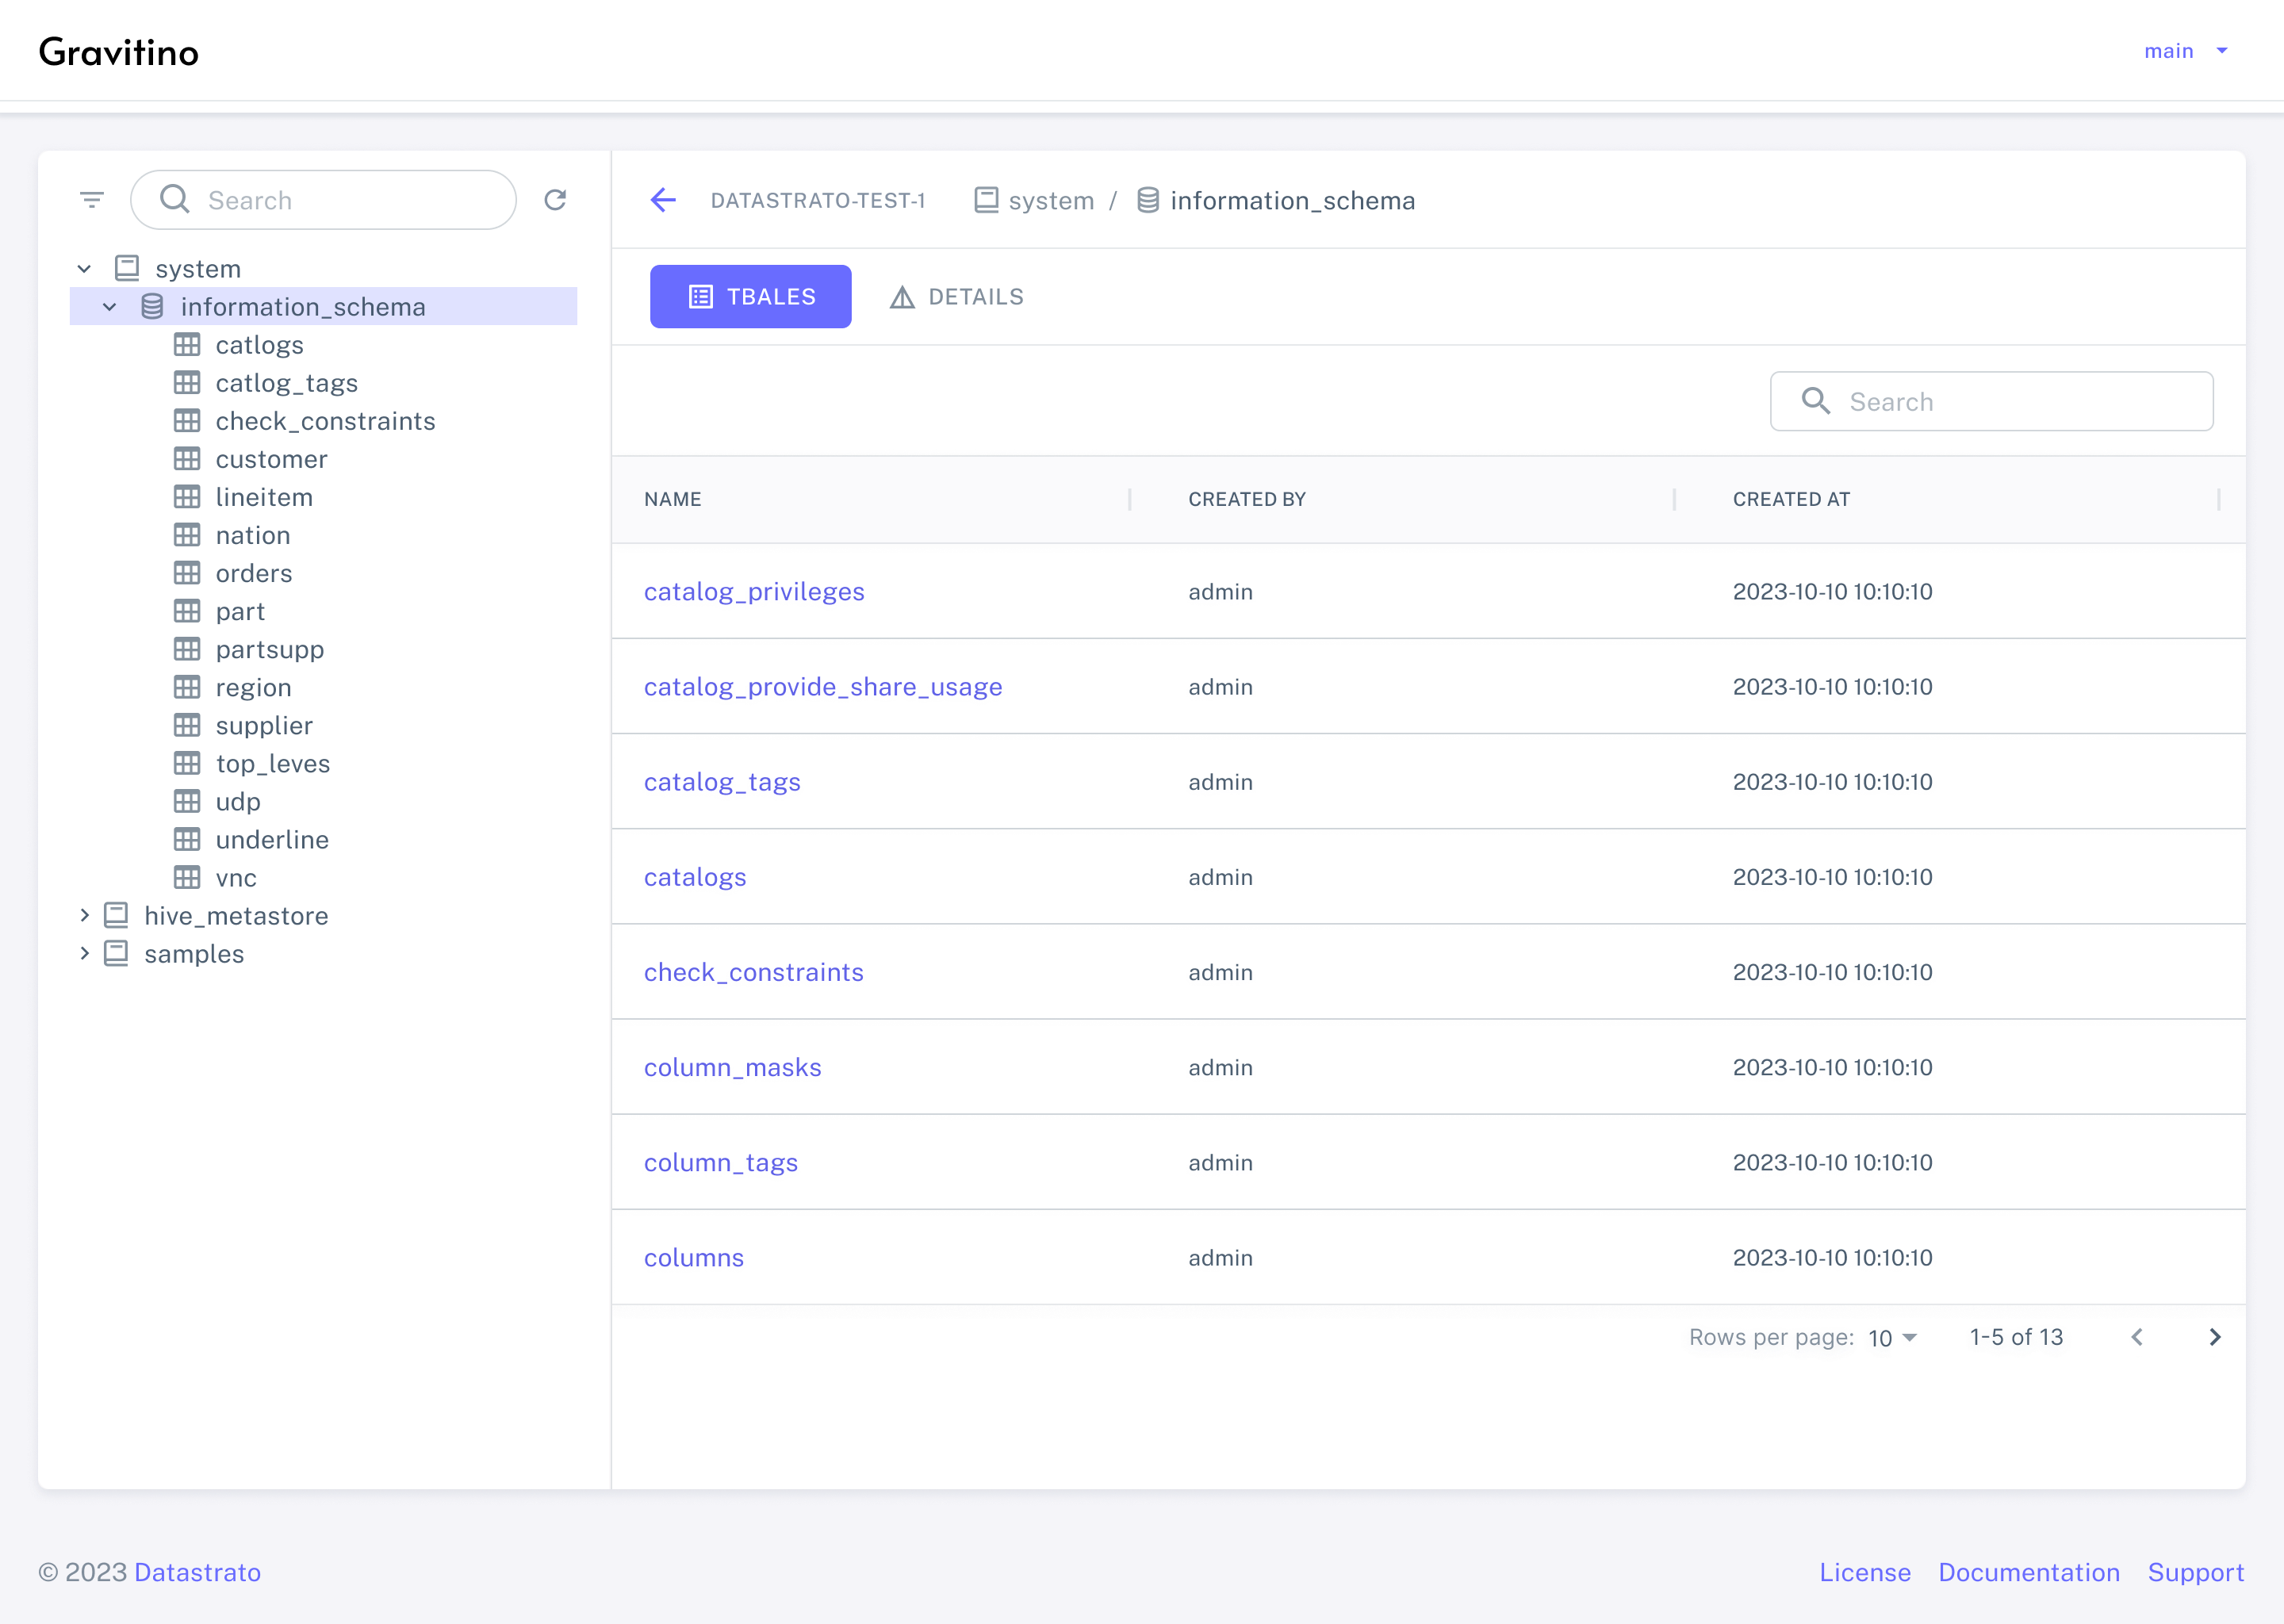 Gravitino
main
Search
system
information_schema
catlogs
catlog_tags
check_constraints
customer
lineitem
nation
orders
part
partsupp
region
supplier
top_leves
udp
underline
vnc
hive_metastore
samples
DATASTRATO-TEST-1 system / information_schema
TBALES DETAILS
Search
NAME CREATED BY CREATED AT
catalog_privileges admin 2023-10-10 10:10:10
catalog_provide_share_usage admin 2023-10-10 10:10:10
catalog_tags admin 2023-10-10 10:10:10
catalogs admin 2023-10-10 10:10:10
check_constraints admin 2023-10-10 10:10:10
column_masks admin 2023-10-10 10:10:10
column_tags admin 2023-10-10 10:10:10
columns admin 2023-10-10 10:10:10
Rows per page: 10 1-5 of 13
© 2023 Datastrato
License Documentation Support